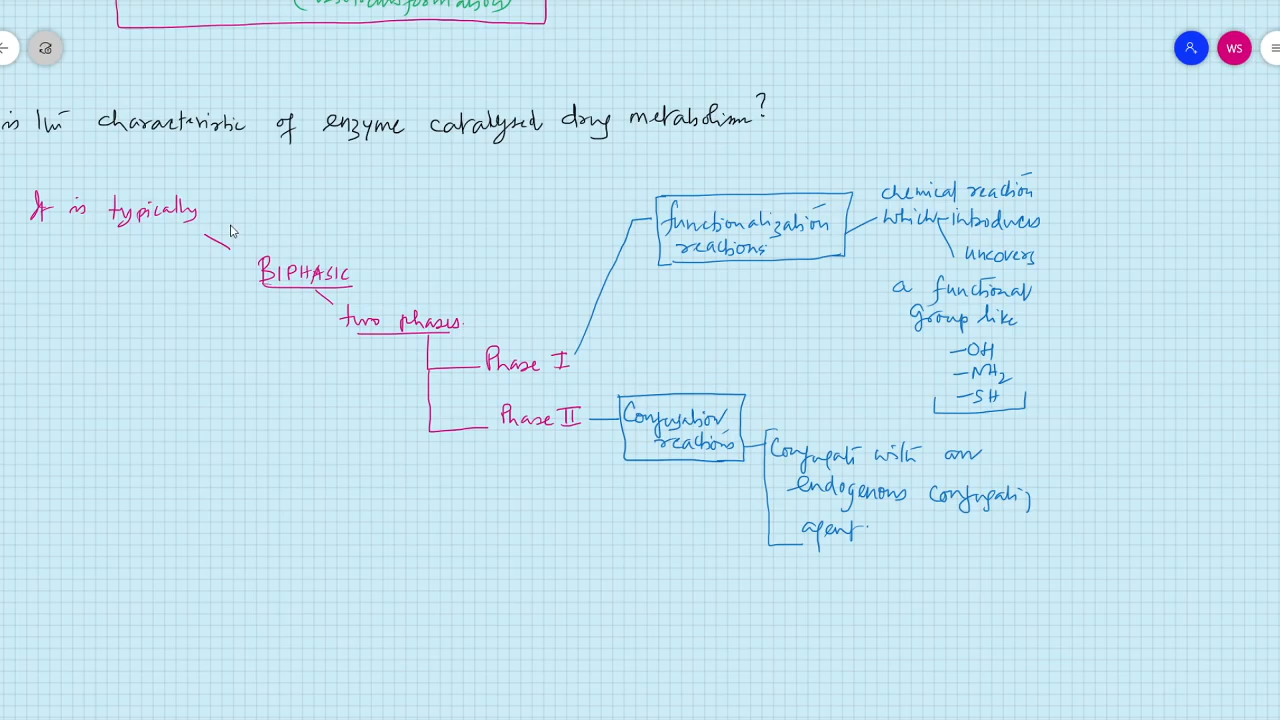 (biotransformation)
WS
is the characteristic of enzyme catalysed drug metabolism?
It is typically
BIPHASIC
two phases.
Phase I
Phase II
functionalization
reactions
chemical reaction
which introduces
uncovers
a functional
Group like
-OH
-NH2
-SH
Conjugation
reactions
Conjugate with an
endogenous conjugating
agent.